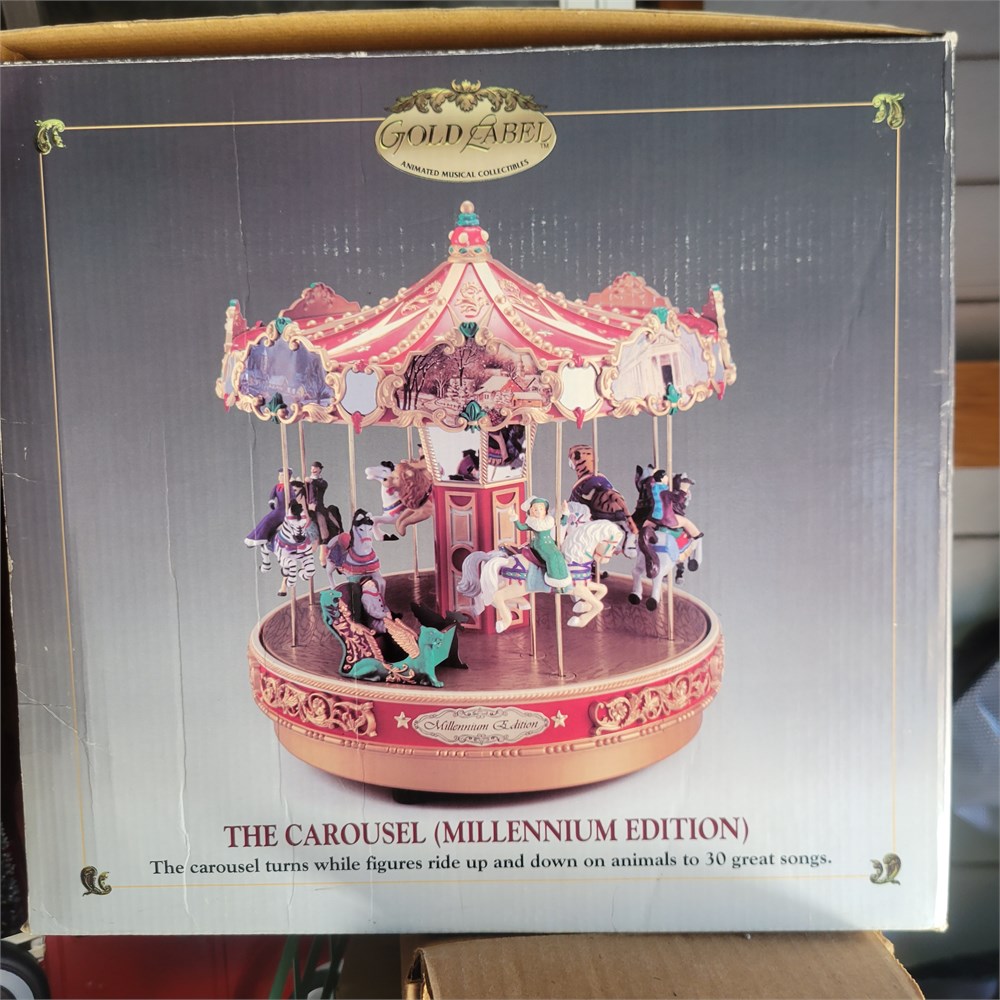 GOLD LABEL™
ANIMATED MUSICAL COLLECTIBLES
Millennium Edition
THE CAROUSEL (MILLENNIUM EDITION)
The carousel turns while figures ride up and down on animals to 30 great songs.